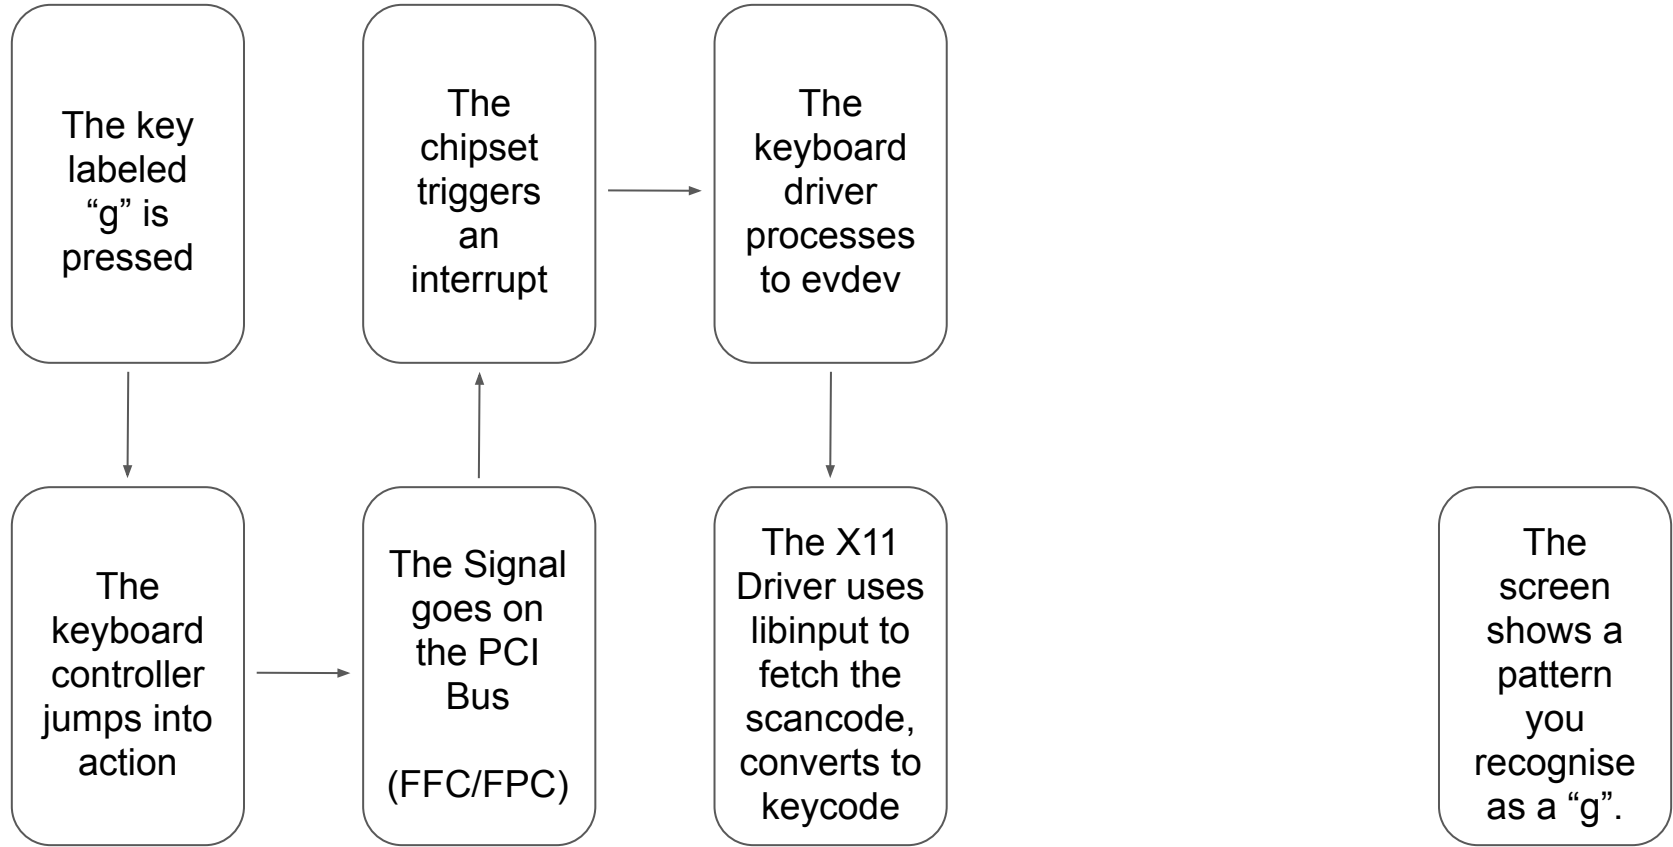 The key
labeled
“g” is
pressed
The
keyboard
controller
jumps into
action
The Signal
goes on
the PCI
Bus
(FFC/FPC)
The
chipset
triggers
an
interrupt
The
keyboard
driver
processes
to evdev
The X11
Driver uses
libinput to
fetch the
scancode,
converts to
keycode
The
screen
shows a
pattern
you
recognise
as a “g”.